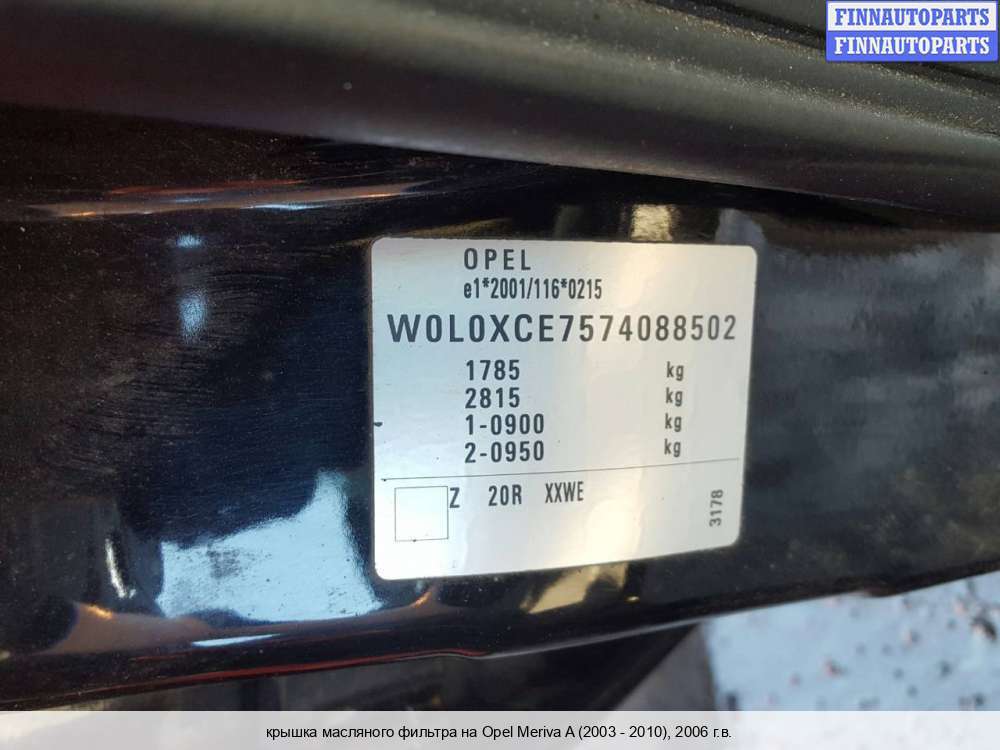 FINNAUTOPARTS
FINNAUTOPARTS
OPEL
e1*2001/116*0215
W0L0XCE7574088502
1785 kg
2815 kg
1-0900 kg
2-0950 kg
Z 20R XXWE
3178
крышка масляного фильтра на Opel Meriva A (2003 - 2010), 2006 г.в.